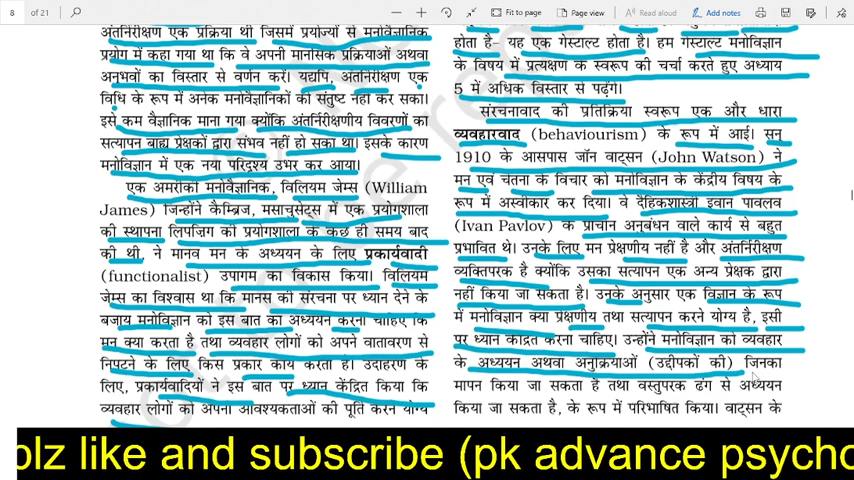 8 of 21
Fit to page
Page view
Read aloud
Add notes
अंतर्निरीक्षण एक प्रक्रिया थी जिसमें प्रयोज्यों से मनोवैज्ञानिक
प्रयोग में कहा गया था कि वे अपनी मानसिक प्रक्रियाओं अथवा
अनुभवों का विस्तार से वर्णन करें। यद्यपि, अंतर्निरीक्षण एक
विधि के रूप में अनेक मनोवैज्ञानिकों को संतुष्ट नहीं कर सका।
इसे कम वैज्ञानिक माना गया क्योंकि अंतर्निरीक्षणीय विवरणों का
सत्यापन बाह्य प्रेक्षकों द्वारा संभव नहीं हो सका था। इसके कारण
मनोविज्ञान में एक नया परिदृश्य उभर कर आया।
एक अमरीकी मनोवैज्ञानिक, विलियम जेम्स (William
James) जिन्होंने कैम्ब्रिज, मसाचुसेट्स में एक प्रयोगशाला
की स्थापना लिपज़िग की प्रयोगशाला के कुछ ही समय बाद
की थी, ने मानव मन के अध्ययन के लिए प्रकार्यवादी
(functionalist) उपागम का विकास किया। विलियम
जेम्स का विश्वास था कि मानस की संरचना पर ध्यान देने के
बजाय मनोविज्ञान को इस बात का अध्ययन करना चाहिए कि
मन क्या करता है तथा व्यवहार लोगों को अपने वातावरण से
निपटने के लिए किस प्रकार कार्य करता है। उदाहरण के
लिए, प्रकार्यवादियों ने इस बात पर ध्यान केंद्रित किया कि
व्यवहार लोगों को अपनी आवश्यकताओं की पूर्ति करने योग्य
होता है– यह एक गेस्टाल्ट होता है। हम गेस्टाल्ट मनोविज्ञान
के विषय में प्रत्यक्षण के स्वरूप की चर्चा करते हुए अध्याय
5 में अधिक विस्तार से पढ़ेंगे।
संरचनावाद की प्रतिक्रिया स्वरूप एक और धारा
व्यवहारवाद (behaviourism) के रूप में आई। सन्
1910 के आसपास जॉन वाट्सन (John Watson) ने
मन एवं चेतना के विचार को मनोविज्ञान के केंद्रीय विषय के
रूप में अस्वीकार कर दिया। वे दैहिकशास्त्री इवान पावलव
(Ivan Pavlov) के प्राचीन अनुबंधन वाले कार्य से बहुत
प्रभावित थे। उनके लिए मन प्रेक्षणीय नहीं है और अंतर्निरीक्षण
व्यक्तिपरक है क्योंकि उसका सत्यापन एक अन्य प्रेक्षक द्वारा
नहीं किया जा सकता है। उनके अनुसार एक विज्ञान के रूप
में मनोविज्ञान क्या प्रेक्षणीय तथा सत्यापन करने योग्य है, इसी
पर ध्यान केंद्रित करना चाहिए। उन्होंने मनोविज्ञान को व्यवहार
के अध्ययन अथवा अनुक्रियाओं (उद्दीपकों की) जिनका
मापन किया जा सकता है तथा वस्तुपरक ढंग से अध्ययन
किया जा सकता है, के रूप में परिभाषित किया। वाट्सन के
plz like and subscribe (pk advance psycho